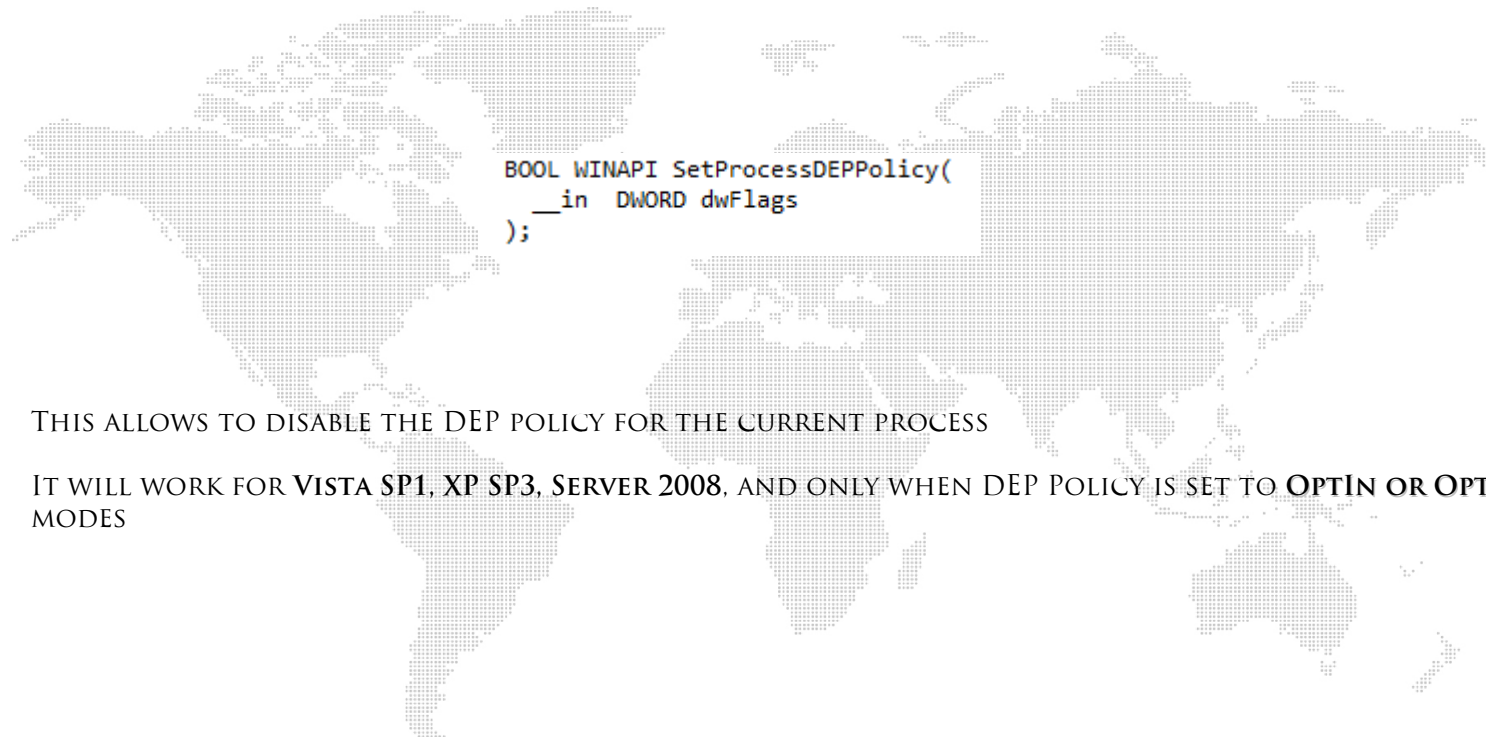 BOOL WINAPI SetProcessDEPPolicy(
  __in  DWORD dwFlags
);
THIS ALLOWS TO DISABLE THE DEP POLICY FOR THE CURRENT PROCESS
IT WILL WORK FOR VISTA SP1, XP SP3, SERVER 2008, AND ONLY WHEN DEP POLICY IS SET TO OPTIN OR
MODES